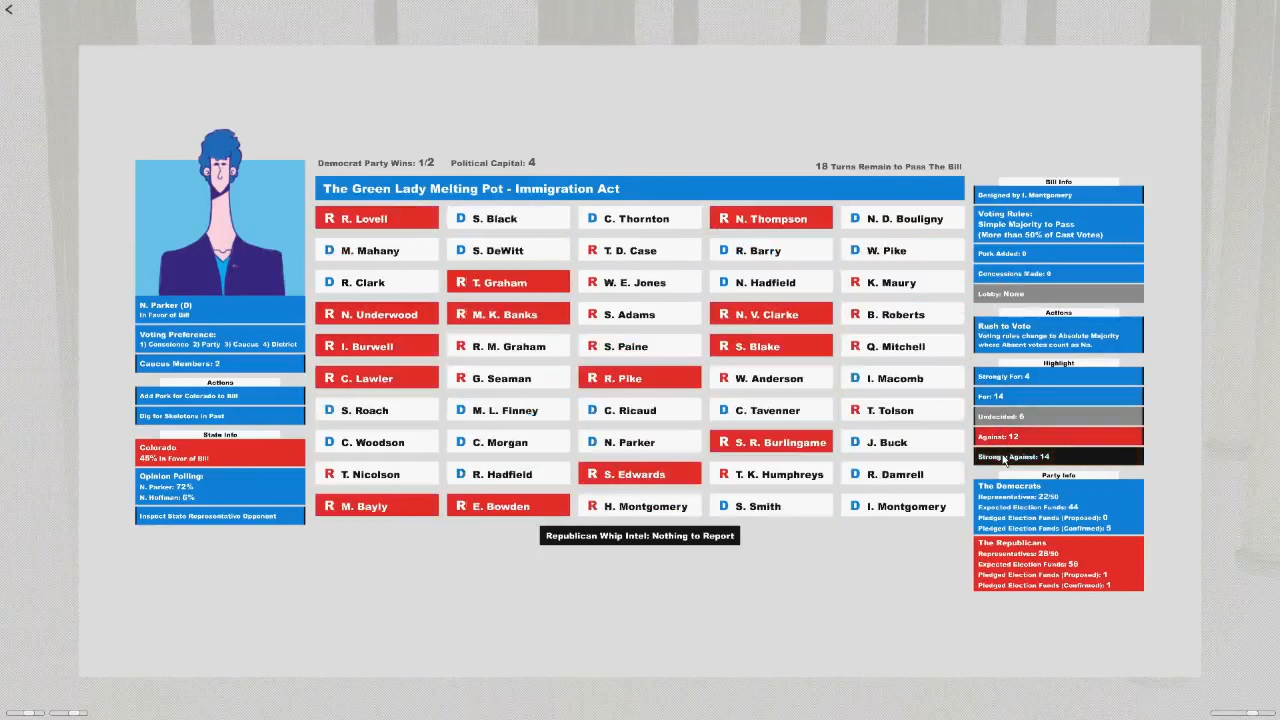 Democrat Party Wins: 1/2 Political Capital: 4 18 Turns Remain to Pass The Bill
The Green Lady Melting Pot - Immigration Act
R R. Lovell D S. Black D C. Thornton R N. Thompson D N. D. Bouligny
D M. Mahany D S. DeWitt R T. D. Case D R. Barry D W. Pike
D R. Clark R T. Graham R W. E. Jones D N. Hadfield R K. Maury
R N. Underwood R M. K. Banks R S. Adams R N. V. Clarke R B. Roberts
R I. Burwell R R. M. Graham R S. Paine R S. Blake R Q. Mitchell
R C. Lawler R G. Seaman R R. Pike R W. Anderson D I. Macomb
D S. Roach D M. L. Finney D C. Ricaud D C. Tavenner R T. Tolson
D C. Woodson D C. Morgan D N. Parker R S. R. Burlingame D J. Buck
R T. Nicolson D R. Hadfield R S. Edwards R T. K. Humphreys D R. Damrell
R M. Bayly R E. Bowden R H. Montgomery D S. Smith D I. Montgomery
Republican Whip Intel: Nothing to Report
N. Parker (D)
In Favor of Bill
Voting Preference:
1) Conscience 2) Party 3) Caucus 4) District
Caucus Members: 2
Actions
Add Pork for Colorado to Bill
Dig for Skeletons in Past
State Info
Colorado
45% In Favor of Bill
Opinion Polling:
N. Parker: 72%
N. Hoffman: 6%
Inspect State Representative Opponent
Bill Info
Designed by I. Montgomery
Voting Rules:
Simple Majority to Pass
(More than 50% of Cast Votes)
Pork Added: 0
Concessions Made: 0
Lobby: None
Actions
Rush to Vote
Voting rules change to Absolute Majority
where Absent votes count as No.
Highlight
Strongly For: 4
For: 14
Undecided: 6
Against: 12
Strongly Against: 14
Party Info
The Democrats
Representatives: 22/50
Expected Election Funds: 44
Pledged Election Funds (Proposed): 0
Pledged Election Funds (Confirmed): 5
The Republicans
Representatives: 28/50
Expected Election Funds: 56
Pledged Election Funds (Proposed): 1
Pledged Election Funds (Confirmed): 1